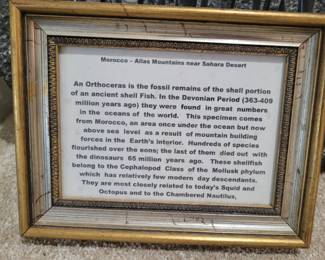 Morocco – Atlas Mountains near Sahara Desert
An Orthoceras is the fossil remains of the shell portion
of an ancient shell Fish. In the Devonian Period (363-409
million years ago) they were found in great numbers
in the oceans of the world. This specimen comes
from Morocco, an area once under the ocean but now
above sea level as a result of mountain building
forces in the Earth's interior. Hundreds of species
flourished over the eons; the last of them died out with
the dinosaurs 65 million years ago. These shellfish
belong to the Cephalopod Class of the Mollusk phylum
which has relatively few modern day descendants.
They are most closely related to today's Squid and
Octopus and to the Chambered Nautilus,